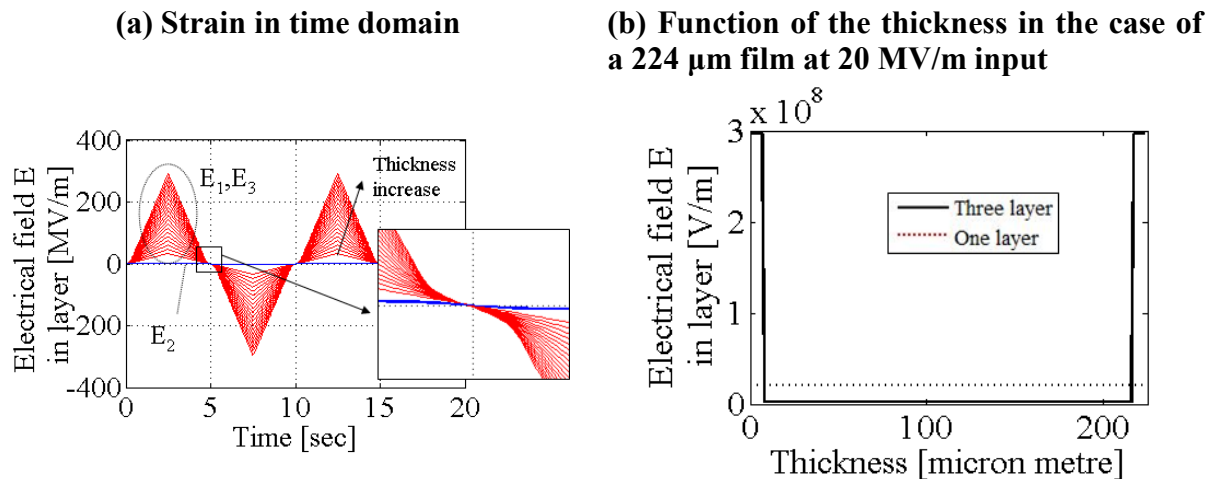 (a) Strain in time domain
(b) Function of the thickness in the case of
a 224 µm film at 20 MV/m input
Electrical field E
in layer [MV/m]
400
200
0
-200
-400
E1,E3
E2
Thickness
increase
0
5
10
15
20
Time [sec]
Electrical field E
in layer [V/m]
3 x 10^8
2
1
0
Three layer
One layer
0
100
200
Thickness [micron metre]